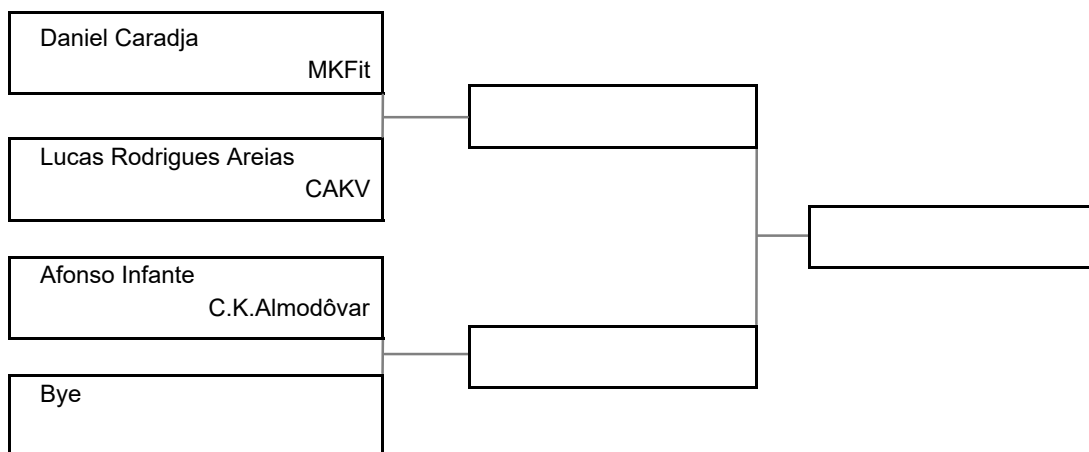 Daniel Caradja
MKFit
Lucas Rodrigues Areias
CAKV
Afonso Infante
C.K.Almodôvar
Bye